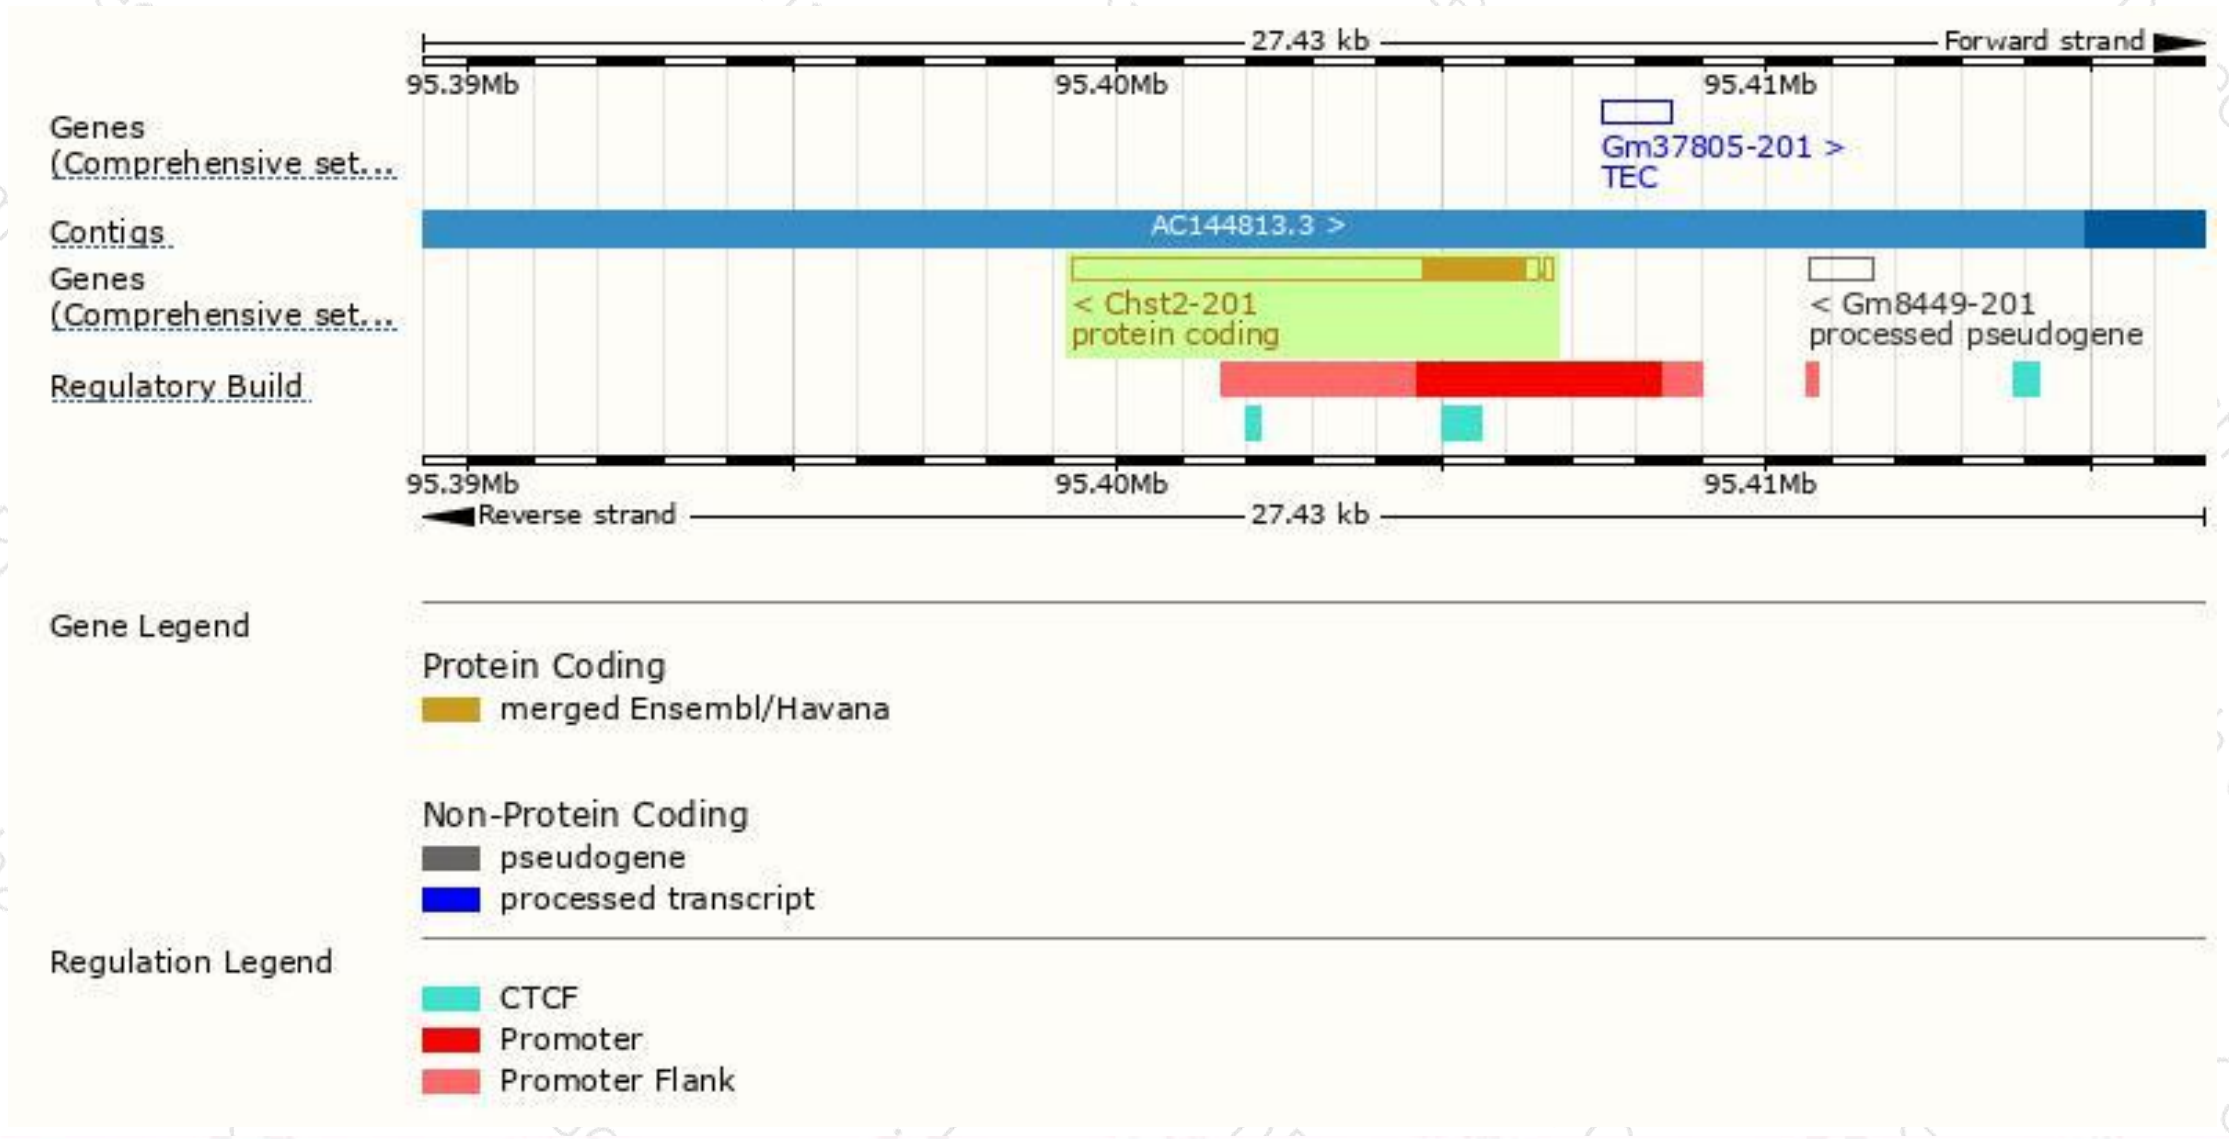 27.43 kb Forward strand
95.39Mb 95.40Mb 95.41Mb
Genes
(Comprehensive set...
Gm37805-201 >
TEC
Contigs AC144813.3 >
Genes
(Comprehensive set...
< Chst2-201
protein coding
< Gm8449-201
processed pseudogene
Regulatory Build
95.39Mb 95.40Mb 95.41Mb
Reverse strand 27.43 kb
Gene Legend
Protein Coding
merged Ensembl/Havana
Non-Protein Coding
pseudogene
processed transcript
Regulation Legend
CTCF
Promoter
Promoter Flank